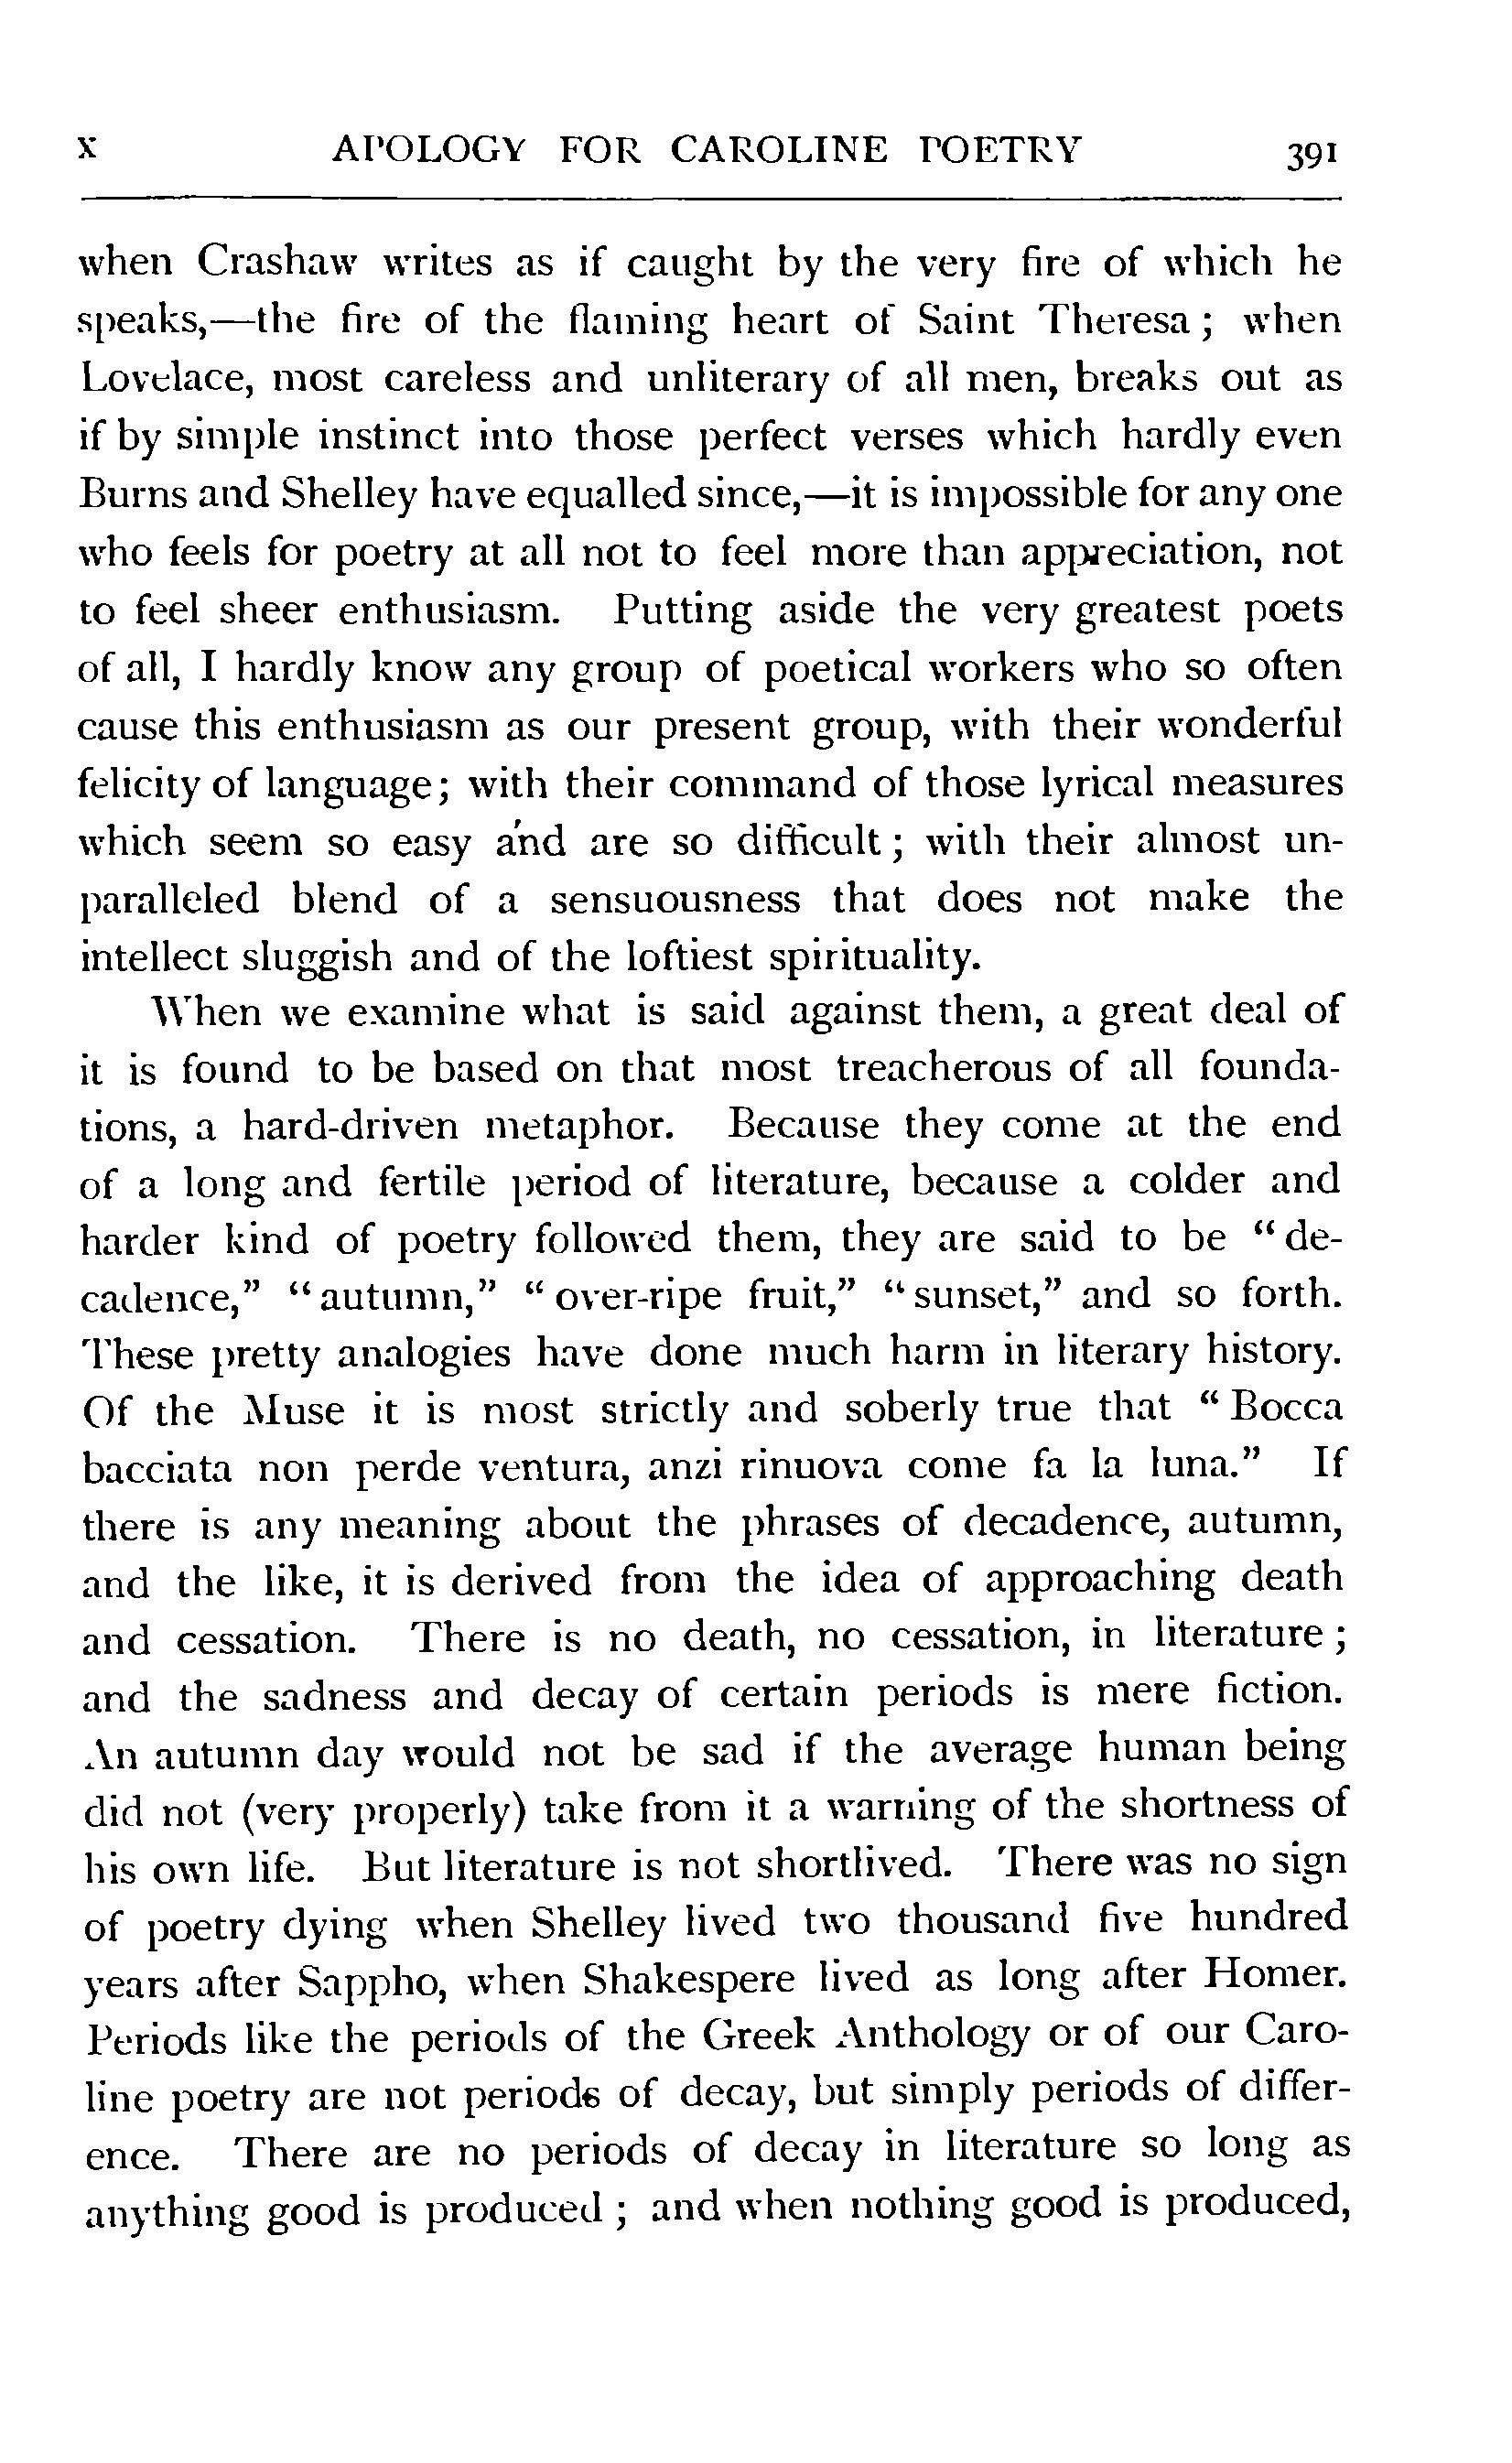 x APOLOGY FOR CAROLINE POETRY 391
when Crashaw writes as if caught by the very fire of which he
speaks,—the fire of the flaming heart of Saint Theresa; when
Lovelace, most careless and unliterary of all men, breaks out as
if by simple instinct into those perfect verses which hardly even
Burns and Shelley have equalled since,—it is impossible for any one
who feels for poetry at all not to feel more than appreciation, not
to feel sheer enthusiasm. Putting aside the very greatest poets
of all, I hardly know any group of poetical workers who so often
cause this enthusiasm as our present group, with their wonderful
felicity of language; with their command of those lyrical measures
which seem so easy and are so difficult; with their almost un-
paralleled blend of a sensuousness that does not make the
intellect sluggish and of the loftiest spirituality.
When we examine what is said against them, a great deal of
it is found to be based on that most treacherous of all founda-
tions, a hard-driven metaphor. Because they come at the end
of a long and fertile period of literature, because a colder and
harder kind of poetry followed them, they are said to be “de-
cadence,” “autumn,” “over-ripe fruit,” “sunset,” and so forth.
These pretty analogies have done much harm in literary history.
Of the Muse it is most strictly and soberly true that “Bocca
bacciata non perde ventura, anzi rinuova come fa la luna.” If
there is any meaning about the phrases of decadence, autumn,
and the like, it is derived from the idea of approaching death
and cessation. There is no death, no cessation, in literature;
and the sadness and decay of certain periods is mere fiction.
An autumn day would not be sad if the average human being
did not (very properly) take from it a warning of the shortness of
his own life. But literature is not shortlived. There was no sign
of poetry dying when Shelley lived two thousand five hundred
years after Sappho, when Shakespere lived as long after Homer.
Periods like the periods of the Greek Anthology or of our Caro-
line poetry are not periods of decay, but simply periods of differ-
ence. There are no periods of decay in literature so long as
anything good is produced; and when nothing good is produced,